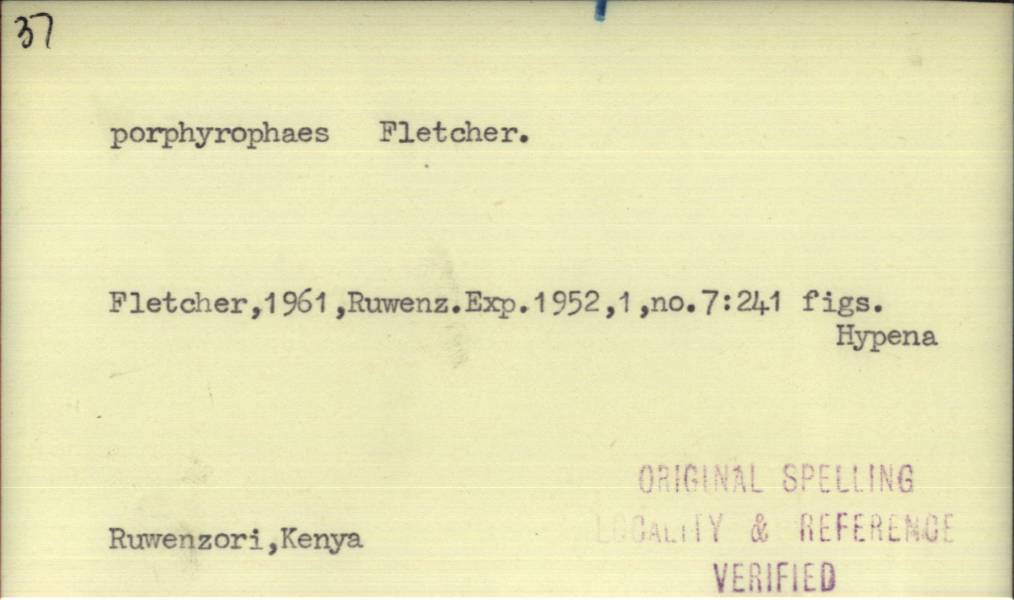 37
porphyrophaes Fletcher.
Fletcher,1961,Ruwenz.Exp.1952,1,no.7:241 figs.
Hypena
ORIGINAL SPELLING
LOCALITY & REFERENCE
Ruwenzori,Kenya
VERIFIED